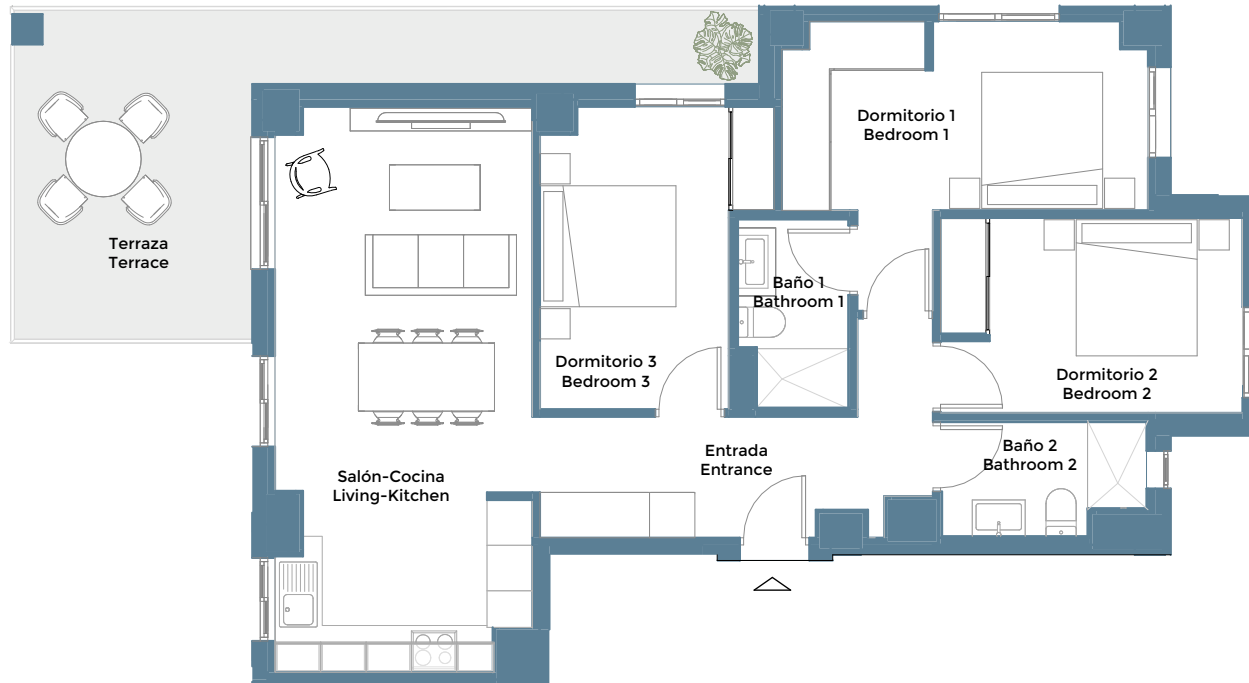 Dormitorio 1
Bedroom 1
Terraza
Terrace
Baño 1
Bathroom 1
Dormitorio 3
Bedroom 3
Dormitorio 2
Bedroom 2
Entrada
Entrance
Baño 2
Bathroom 2
Salón-Cocina
Living-Kitchen